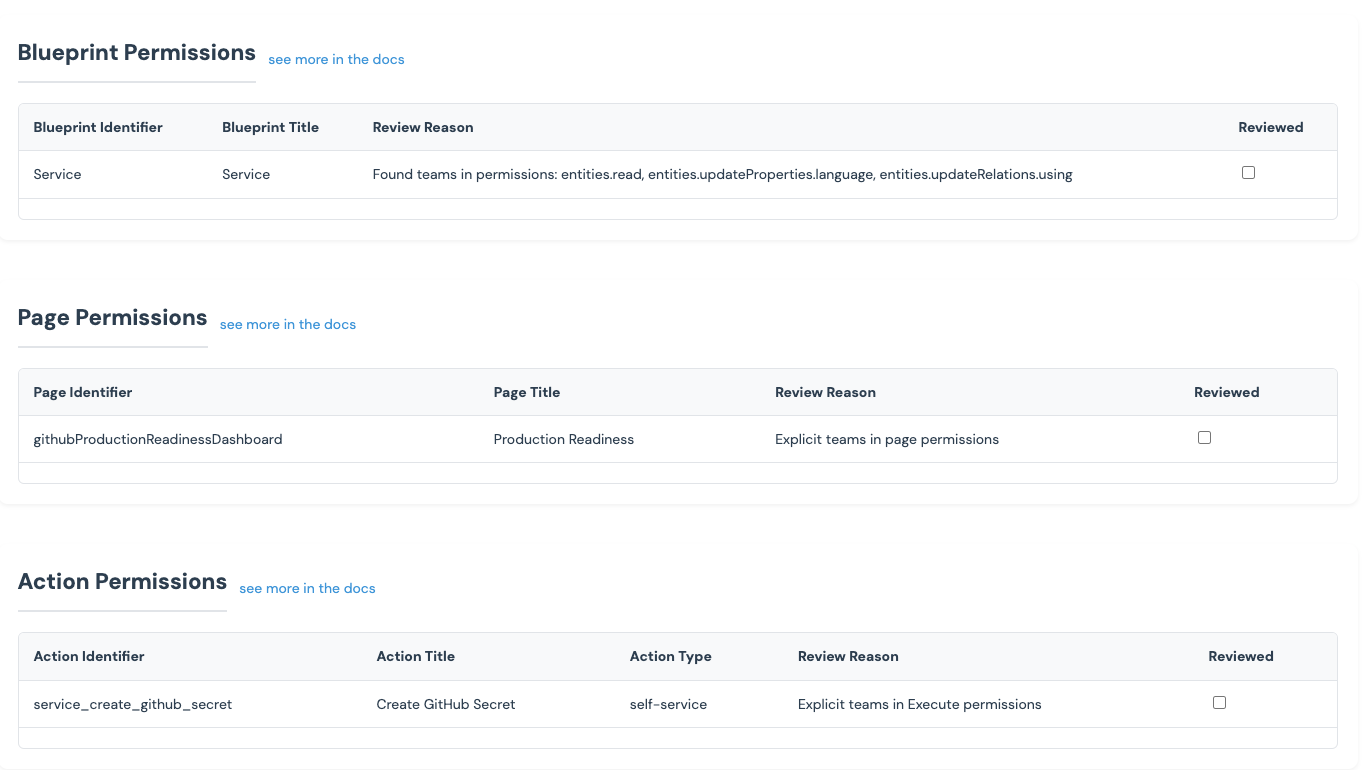 Blueprint Permissions see more in the docs
Blueprint Identifier Blueprint Title Review Reason Reviewed
Service Service Found teams in permissions: entities.read, entities.updateProperties.language, entities.updateRelations.using
Page Permissions see more in the docs
Page Identifier Page Title Review Reason Reviewed
githubProductionReadinessDashboard Production Readiness Explicit teams in page permissions
Action Permissions see more in the docs
Action Identifier Action Title Action Type Review Reason Reviewed
service_create_github_secret Create GitHub Secret self-service Explicit teams in Execute permissions